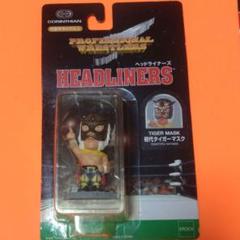 CORINTHIAN
PROFESSIONAL
WRESTLERS
ヘッドライナーズ
HEADLINERS
TIGER MASK
初代タイガーマスク
EPOCH